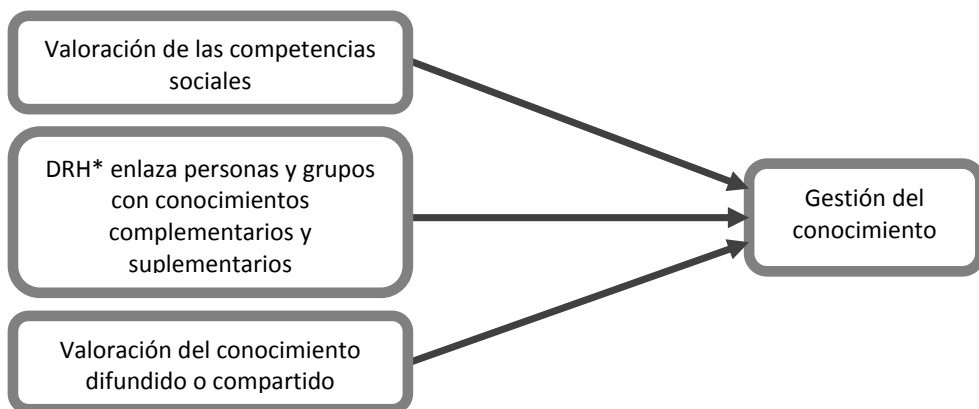 Valoración de las competencias
sociales
DRH* enlaza personas y grupos
con conocimientos
complementarios y
suplementarios
Valoración del conocimiento
difundido o compartido
Gestión del
conocimiento